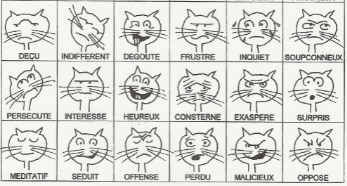 DEÇU INDIFFERENT DEGOUTE FRUSTRE INQUIET SOUPCONNEUX
PERSECUTE INTERESSE HEUREUX CONSTERNE EXASPERE SURPRIS
MEDITATIF SEDUIT OFFENSE PERDU MALICIEUX OPPOSE